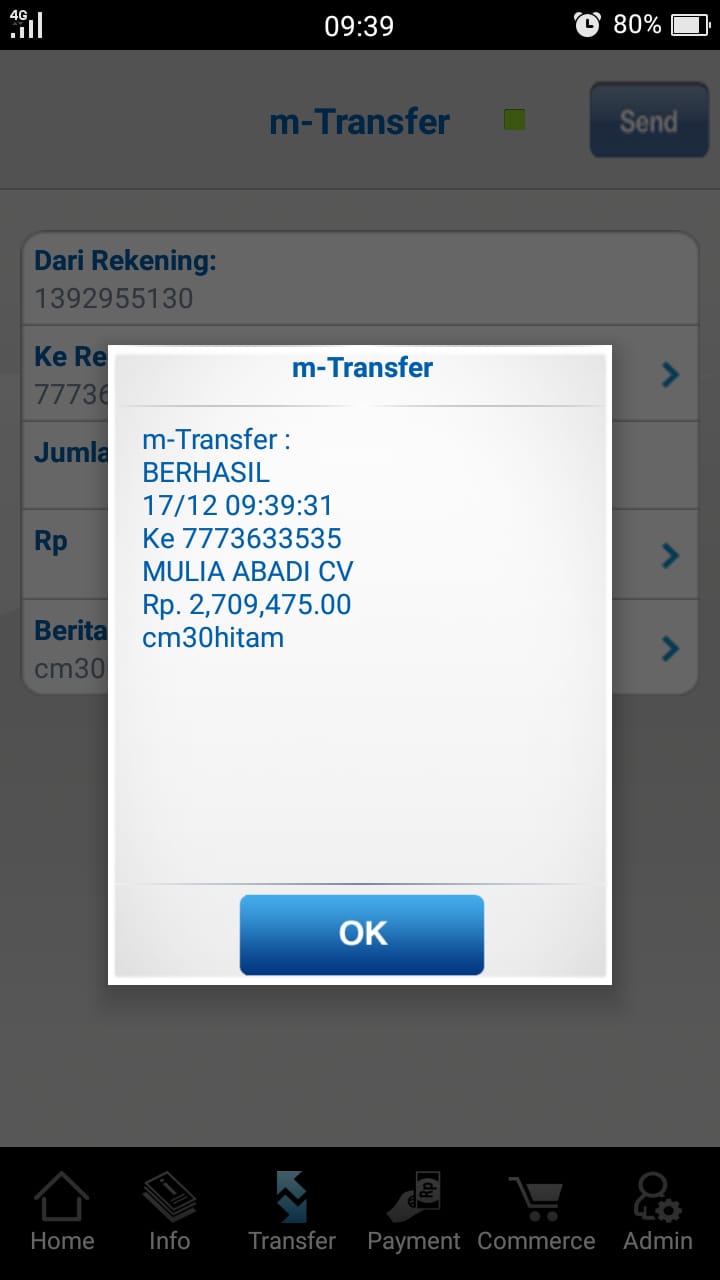 4G
09:39
80%
m-Transfer
Send
Dari Rekening:
1392955130
Ke Re
77736
Jumla
Rp
Berita
cm30
m-Transfer
m-Transfer :
BERHASIL
17/12 09:39:31
Ke 7773633535
MULIA ABADI CV
Rp. 2,709,475.00
cm30hitam
OK
Home
Info
Transfer
Rp
Payment
Commerce
Admin